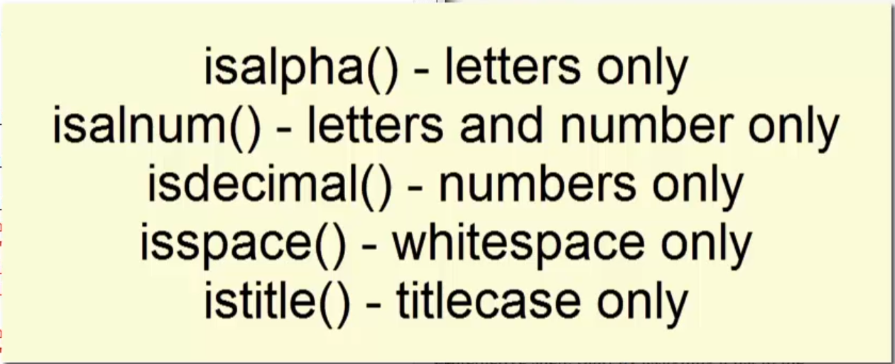 isalpha() - letters only
isalnum() - letters and number only
isdecimal() - numbers only
isspace() - whitespace only
istitle() - titlecase only